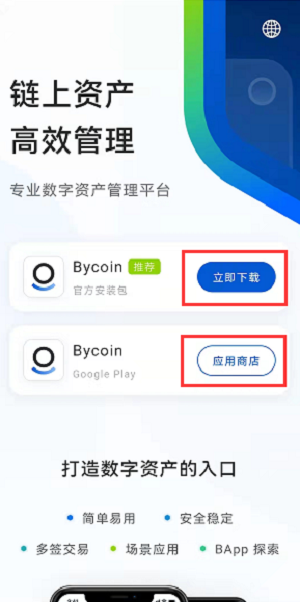 链上资产
高效管理
专业数字资产管理平台
Bycoin 推荐
官方安装包
立即下载
Bycoin
Google Play
应用商店
打造数字资产的入口
简单易用 安全稳定
多签交易 场景应用 BApp 探索